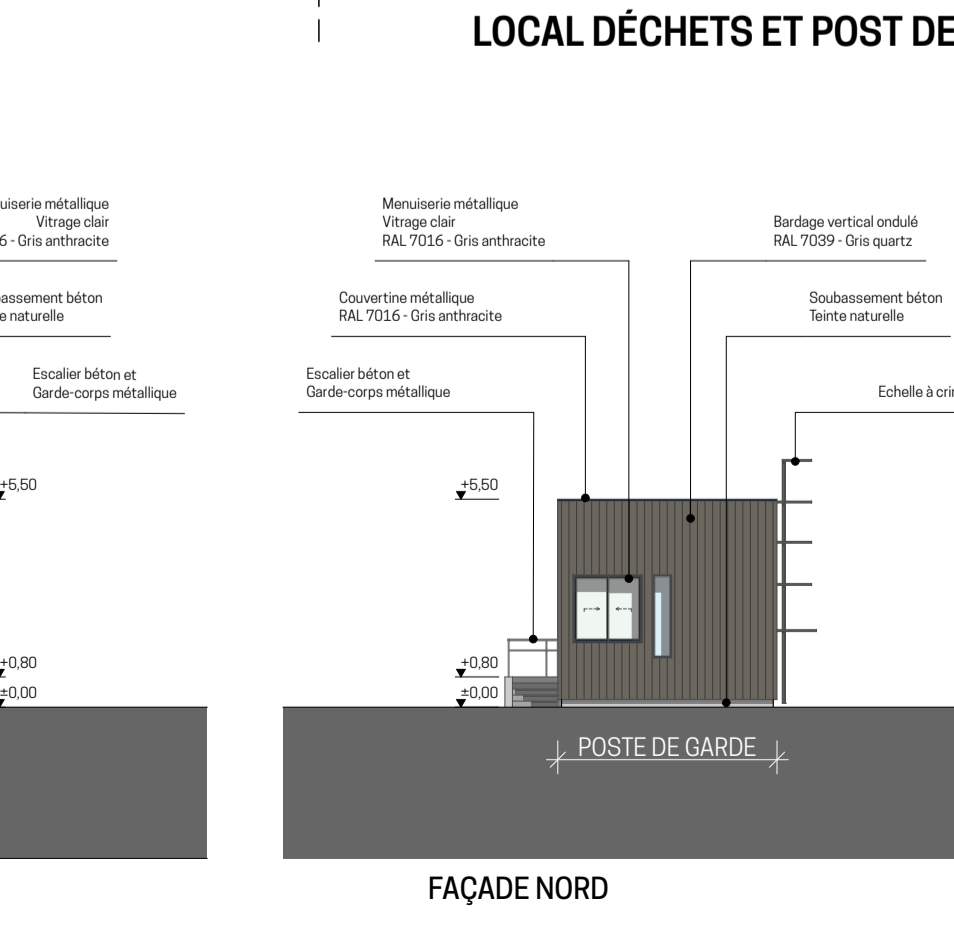 LOCAL DÉCHETS ET POST DE
uiserie métallique
Vitrage clair
6 - Gris anthracite
assement béton
e naturelle
Escalier béton et
Garde-corps métallique
+5,50
+0,80
±0,00
Menuiserie métallique
Vitrage clair
RAL 7016 - Gris anthracite
Couvertine métallique
RAL 7016 - Gris anthracite
Escalier béton et
Garde-corps métallique
Bardage vertical ondulé
RAL 7039 - Gris quartz
Soubassement béton
Teinte naturelle
Echelle à cri
+5,50
+0,80
±0,00
POSTE DE GARDE
FAÇADE NORD